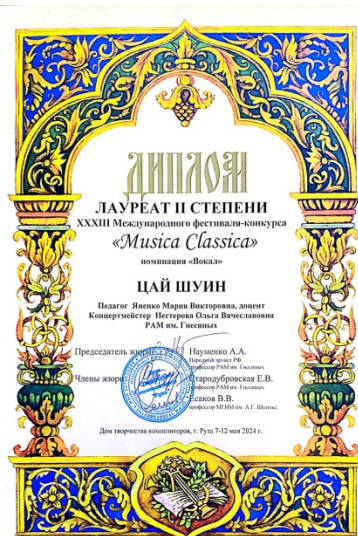 ДИПЛОМ
ЛАУРЕАТ II СТЕПЕНИ
XXXIII Международного фестиваля-конкурса
«Musica Classica»
номинация «Вокал»
ЦАЙ ШУИН
Педагог Яненко Мария Викторовна, доцент
Концертмейстер Нестерова Ольга Вячеславовна
РАМ им. Гнесиных
Председатель жюри Науменко А.А.
Народный артист РФ,
профессор РАМ им. Гнесиных
Члены жюри Стародубровская Е.В.
профессор РАМ им. Гнесиных
Есаков В.В.
профессор МГИМ им. А.Г. Шнитке
Дом творчества композиторов, г. Руза 7-12 мая 2024 г.